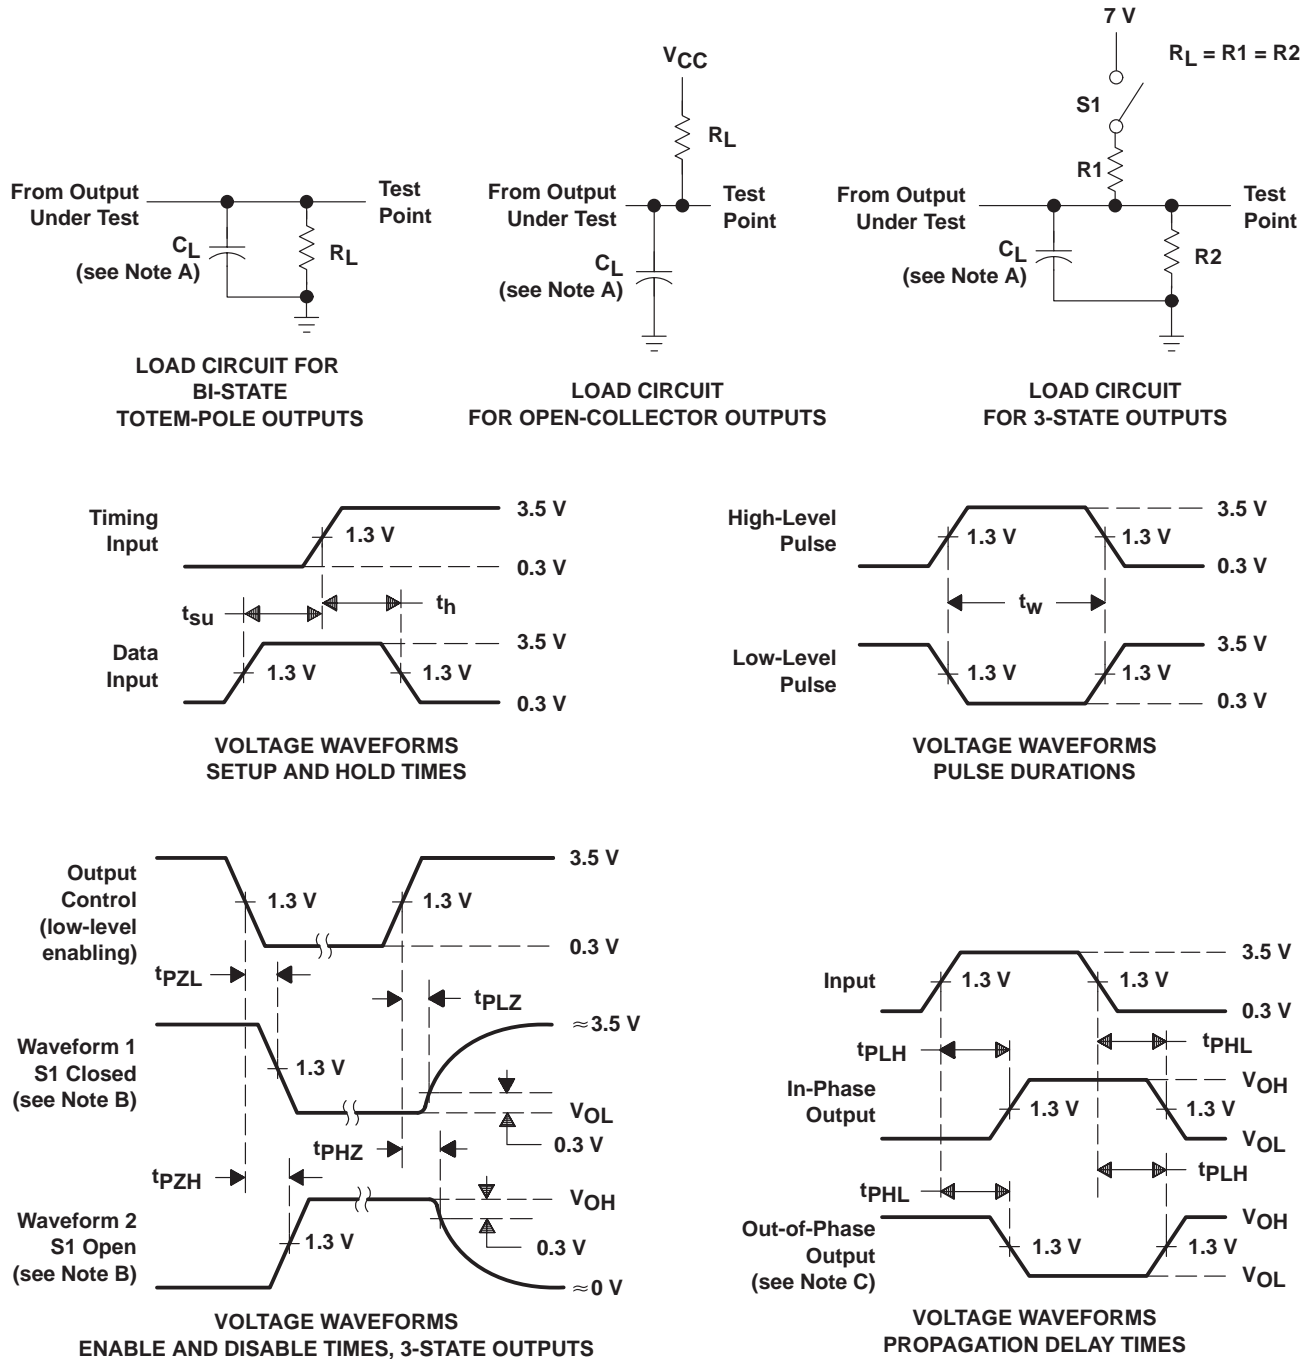 From Output
Under Test
Test
Point
CL
(see Note A)
RL
LOAD CIRCUIT FOR
BI-STATE
TOTEM-POLE OUTPUTS
VCC
RL
From Output
Under Test
Test
Point
CL
(see Note A)
LOAD CIRCUIT
FOR OPEN-COLLECTOR OUTPUTS
7 V
RL = R1 = R2
S1
R1
From Output
Under Test
Test
Point
CL
(see Note A)
R2
LOAD CIRCUIT
FOR 3-STATE OUTPUTS
Timing
Input
1.3 V
3.5 V
0.3 V
tsu
th
Data
Input
1.3 V
1.3 V
3.5 V
0.3 V
VOLTAGE WAVEFORMS
SETUP AND HOLD TIMES
High-Level
Pulse
1.3 V
1.3 V
3.5 V
0.3 V
tw
Low-Level
Pulse
1.3 V
1.3 V
3.5 V
0.3 V
VOLTAGE WAVEFORMS
PULSE DURATIONS
Output
Control
(low-level
enabling)
1.3 V
1.3 V
3.5 V
0.3 V
tPZL
tPLZ
Waveform 1
S1 Closed
(see Note B)
1.3 V
≈3.5 V
VOL
0.3 V
tPHZ
tPZH
Waveform 2
S1 Open
(see Note B)
1.3 V
VOH
0.3 V
≈0 V
VOLTAGE WAVEFORMS
ENABLE AND DISABLE TIMES, 3-STATE OUTPUTS
Input
1.3 V
1.3 V
3.5 V
0.3 V
tPLH
tPHL
In-Phase
Output
1.3 V
1.3 V
VOH
VOL
tPHL
tPLH
Out-of-Phase
Output
(see Note C)
1.3 V
1.3 V
VOH
VOL
VOLTAGE WAVEFORMS
PROPAGATION DELAY TIMES